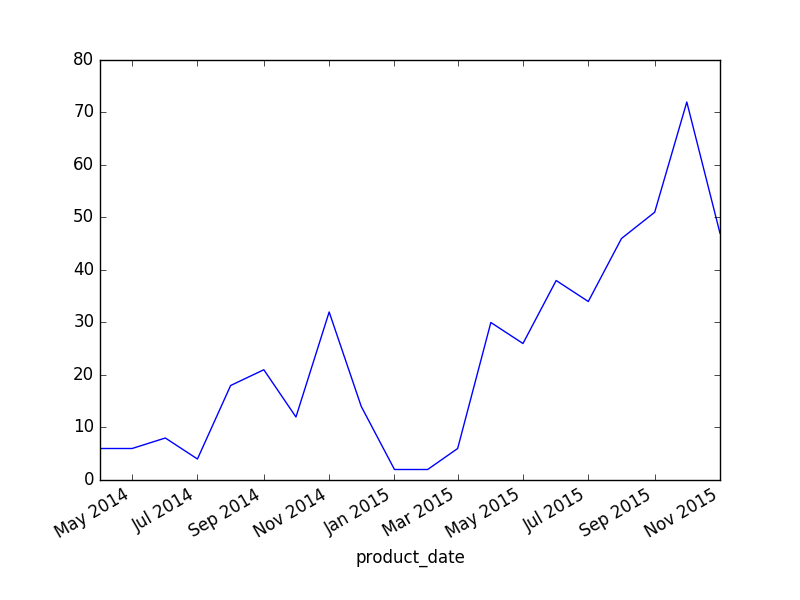 80
70
60
50
40
30
20
10
0
May 2014
Jul 2014
Sep 2014
Nov 2014
Jan 2015
Mar 2015
May 2015
Jul 2015
Sep 2015
Nov 2015
product_date